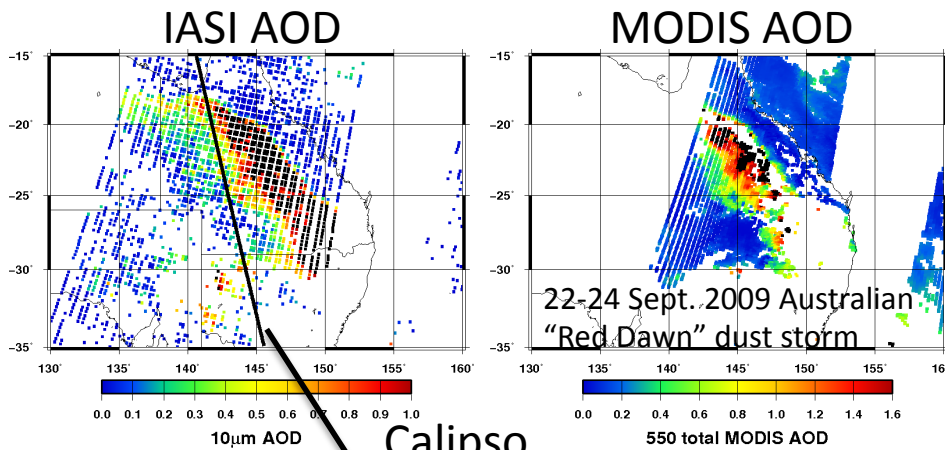 IASI AOD
MODIS AOD
−15°
−20°
−25°
−30°
−35°
130°
135°
140°
145°
150°
155°
160°
0.0 0.1 0.2 0.3 0.4 0.5 0.6 0.7 0.8 0.9 1.0
10µm AOD
−15°
−20°
−25°
−30°
−35°
22-24 Sept. 2009 Australian
“Red Dawn” dust storm
130°
135°
140°
145°
150°
155°
0.0 0.2 0.4 0.6 0.8 1.0 1.2 1.4 1.6
550 total MODIS AOD
Calipso